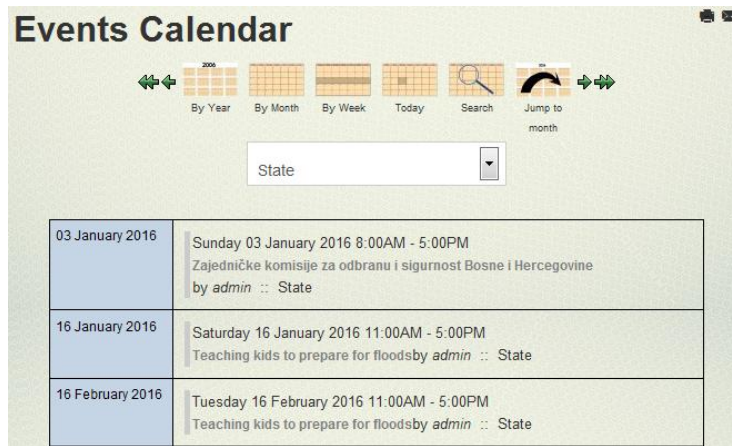 Events Calendar
2006
By Year
By Month
By Week
Today
Search
Jump to
month
State
03 January 2016
Sunday 03 January 2016 8:00AM - 5:00PM
Zajedničke komisije za odbranu i sigurnost Bosne i Hercegovine
by admin :: State
16 January 2016
Saturday 16 January 2016 11:00AM - 5:00PM
Teaching kids to prepare for floodsby admin :: State
16 February 2016
Tuesday 16 February 2016 11:00AM - 5:00PM
Teaching kids to prepare for floodsby admin :: State